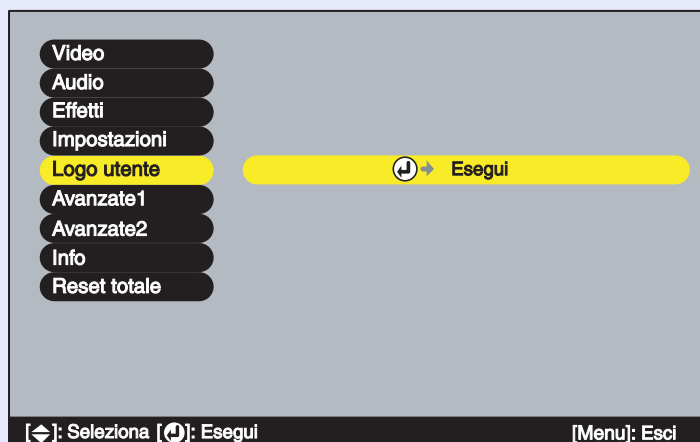 Video
Audio
Effetti
Impostazioni
Logo utente
Esegui
Avanzate1
Avanzate2
Info
Reset totale
[ ]: Seleziona [ ]: Esegui
[Menu]: Esci